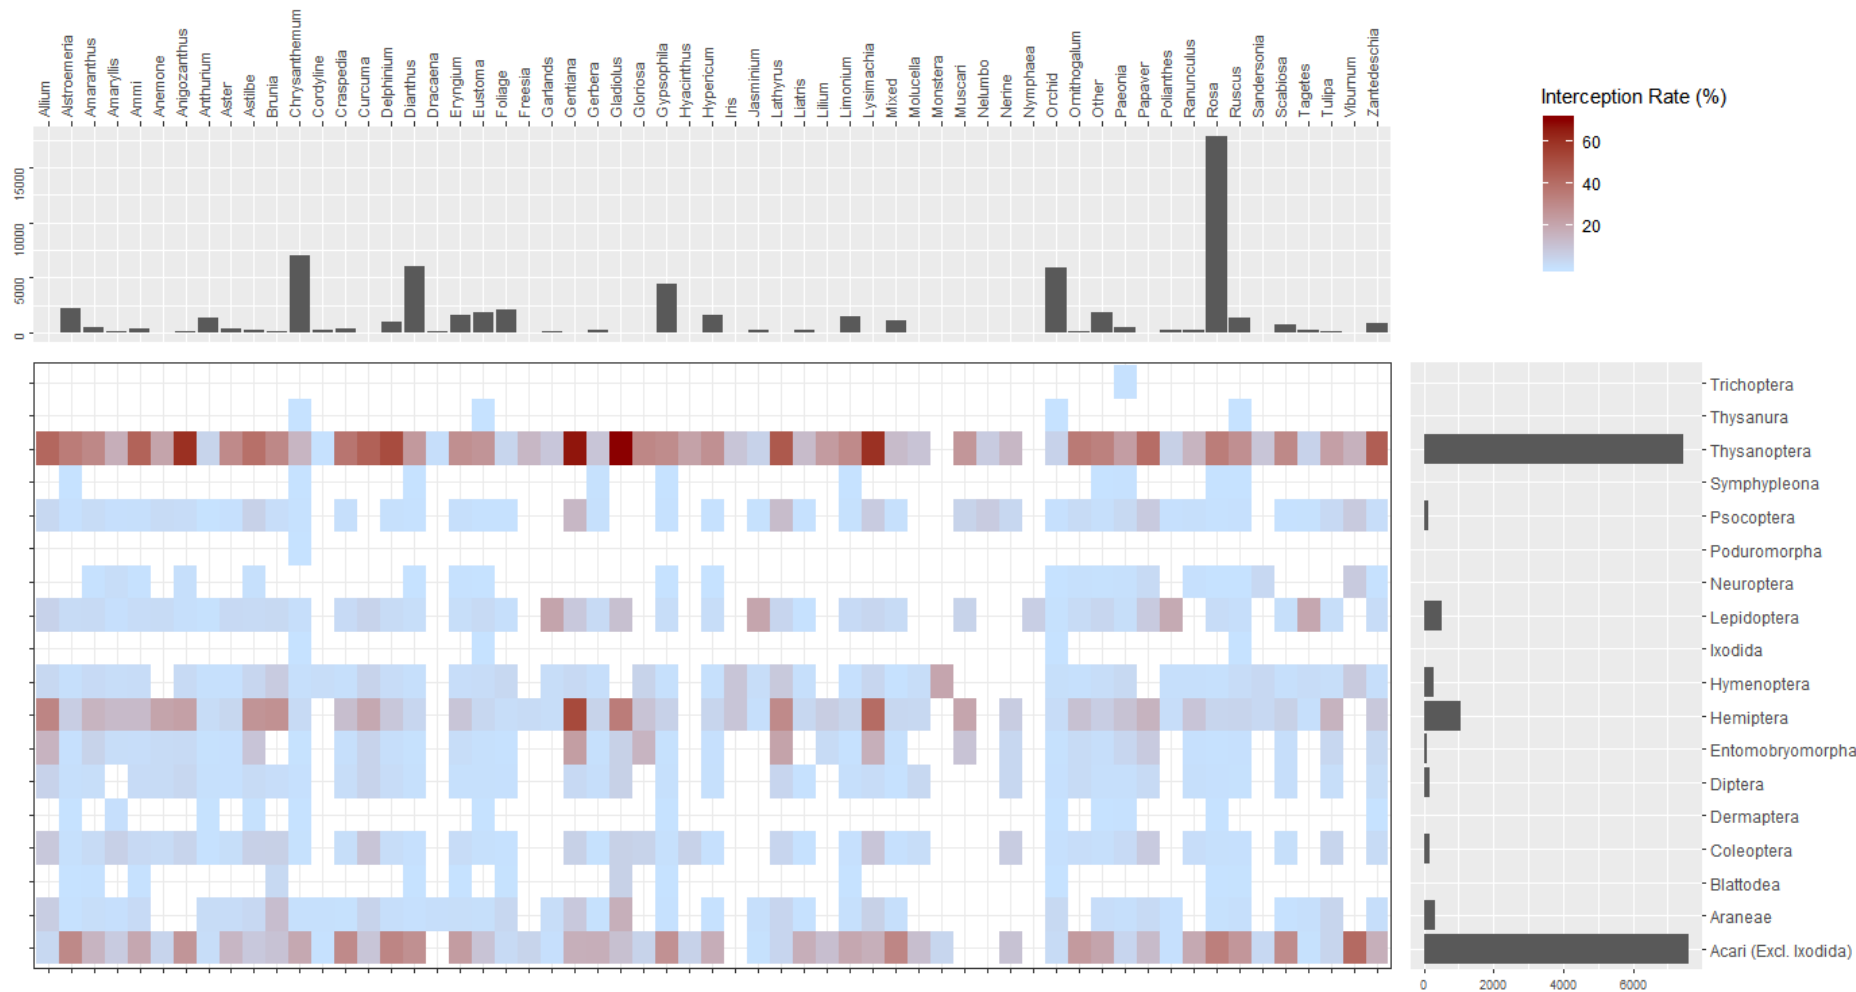 Allium
Alstroemeria
Amaranthus
Amaryllis
Ammi
Anemone
Anigozanthus
Anthurium
Aster
Astilbe
Brunia
Chrysanthemum
Cordyline
Craspedia
Curcuma
Delphinium
Dianthus
Dracaena
Eryngium
Eustoma
Foliage
Freesia
Garlands
Gentiana
Gerbera
Gladiolus
Gloriosa
Gypsophila
Hyacinthus
Hypericum
Iris
Jasminium
Lathyrus
Liatris
Lilium
Limonium
Lysimachia
Mixed
Molucella
Monstera
Muscari
Nelumbo
Nerine
Nymphaea
Orchid
Ornithogalum
Other
Paeonia
Papaver
Polianthes
Ranunculus
Rosa
Ruscus
Sandersonia
Scabiosa
Tagetes
Tulipa
Viburnum
Zantedeschia
Interception Rate (%)
60
40
20
15000
10000
5000
0
Trichoptera
Thysanura
Thysanoptera
Symphypleona
Psocoptera
Poduromorpha
Neuroptera
Lepidoptera
Ixodida
Hymenoptera
Hemiptera
Entomobryomorpha
Diptera
Dermaptera
Coleoptera
Blattodea
Araneae
Acari (Excl. Ixodida)
0 2000 4000 6000